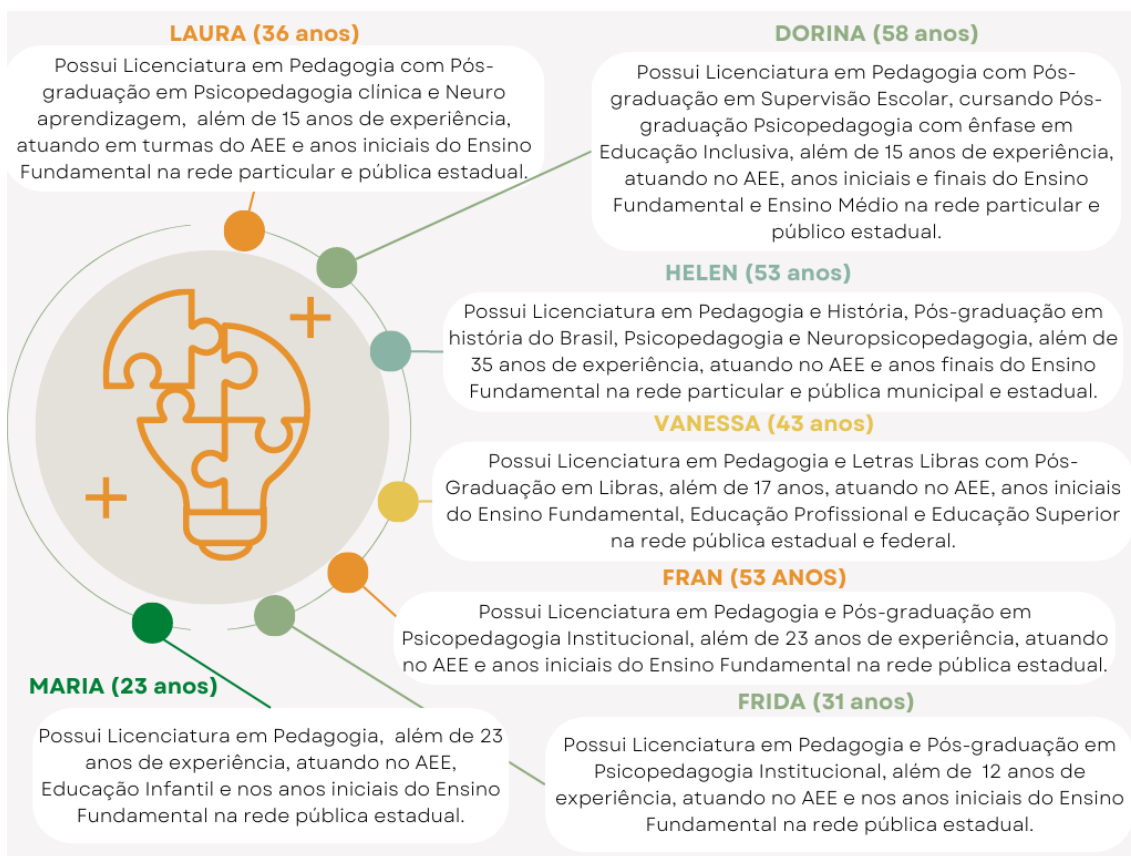 LAURA (36 anos)
Possui Licenciatura em Pedagogia com Pós-
graduação em Psicopedagogia clínica e Neuro
aprendizagem,  além de 15 anos de experiência,
atuando em turmas do AEE e anos iniciais do Ensino
Fundamental na rede particular e pública estadual.
DORINA (58 anos)
Possui Licenciatura em Pedagogia com Pós-
graduação em Supervisão Escolar, cursando Pós-
graduação Psicopedagogia com ênfase em
Educação Inclusiva, além de 15 anos de experiência,
atuando no AEE, anos iniciais e finais do Ensino
Fundamental e Ensino Médio na rede particular e
público estadual.
HELEN (53 anos)
Possui Licenciatura em Pedagogia e História, Pós-graduação em
história do Brasil, Psicopedagogia e Neuropsicopedagogia, além de
35 anos de experiência, atuando no AEE e anos finais do Ensino
Fundamental na rede particular e pública municipal e estadual.
VANESSA (43 anos)
Possui Licenciatura em Pedagogia e Letras Libras com Pós-
Graduação em Libras, além de 17 anos, atuando no AEE, anos iniciais
do Ensino Fundamental, Educação Profissional e Educação Superior
na rede pública estadual e federal.
FRAN (53 ANOS)
Possui Licenciatura em Pedagogia e Pós-graduação em
Psicopedagogia Institucional, além de 23 anos de experiência, atuando
no AEE e anos iniciais do Ensino Fundamental na rede pública estadual.
MARIA (23 anos)
Possui Licenciatura em Pedagogia,  além de 23
anos de experiência, atuando no AEE,
Educação Infantil e nos anos iniciais do Ensino
Fundamental na rede pública estadual.
FRIDA (31 anos)
Possui Licenciatura em Pedagogia e Pós-graduação em
Psicopedagogia Institucional, além de  12 anos de
experiência, atuando no AEE e nos anos iniciais do Ensino
Fundamental na rede pública estadual.